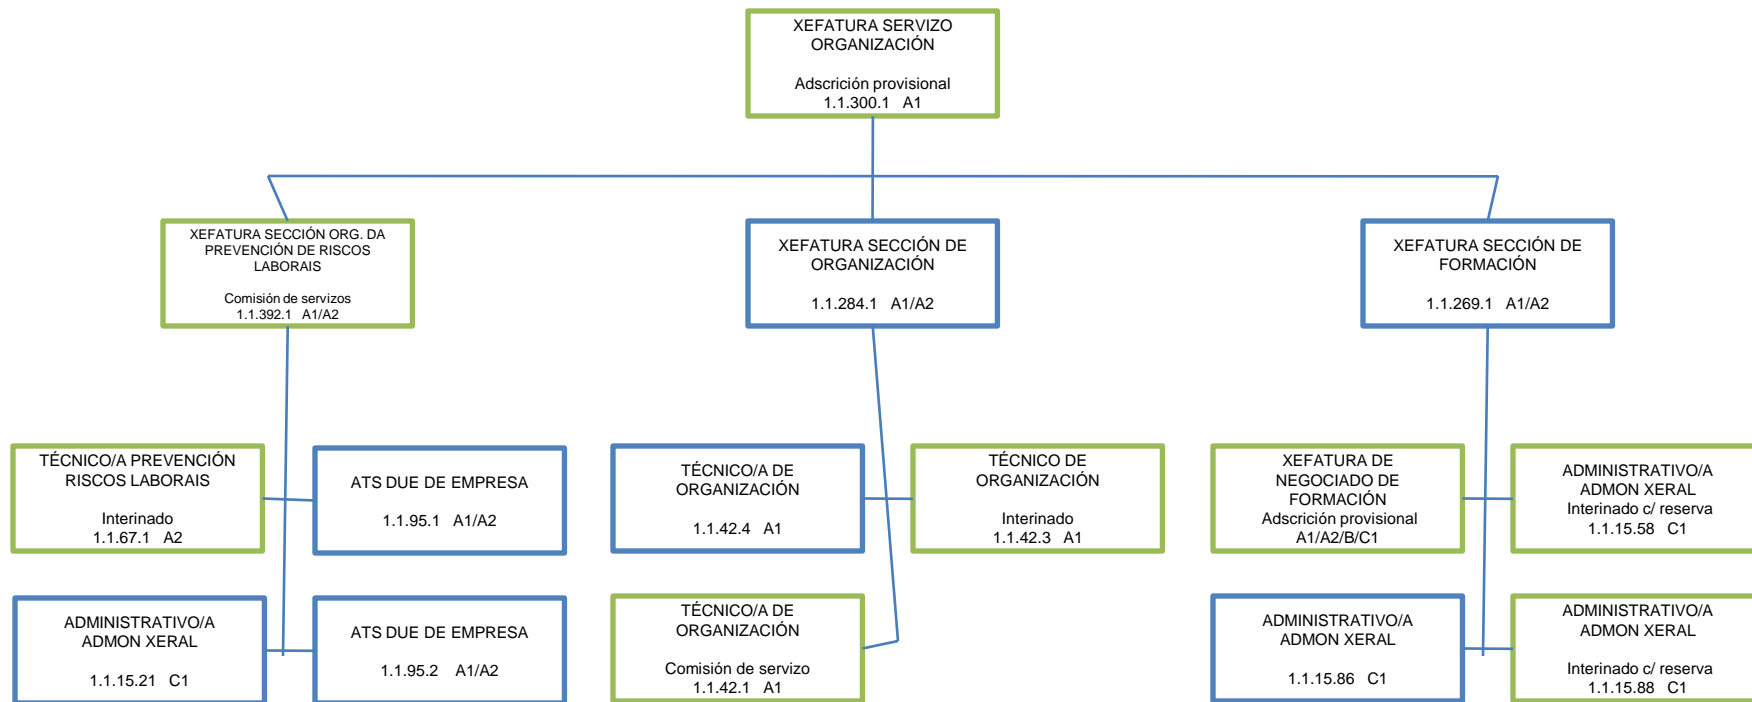 XEFATURA SERVIZO
ORGANIZACIÓN
Adscrición provisional
1.1.300.1 A1
XEFATURA SECCIÓN ORG. DA
PREVENCIÓN DE RISCOS
LABORAIS
Comisión de servizos
1.1.392.1 A1/A2
XEFATURA SECCIÓN DE
ORGANIZACIÓN
1.1.284.1 A1/A2
XEFATURA SECCIÓN DE
FORMACIÓN
1.1.269.1 A1/A2
TÉCNICO/A PREVENCIÓN
RISCOS LABORAIS
Interinado
1.1.67.1 A2
ATS DUE DE EMPRESA
1.1.95.1 A1/A2
TÉCNICO/A DE
ORGANIZACIÓN
1.1.42.4 A1
TÉCNICO DE
ORGANIZACIÓN
Interinado
1.1.42.3 A1
XEFATURA DE
NEGOCIADO DE
FORMACIÓN
Adscrición provisional
A1/A2/B/C1
ADMINISTRATIVO/A
ADMON XERAL
Interinado c/ reserva
1.1.15.58 C1
ADMINISTRATIVO/A
ADMON XERAL
1.1.15.21 C1
ATS DUE DE EMPRESA
1.1.95.2 A1/A2
TÉCNICO/A DE
ORGANIZACIÓN
Comisión de servizo
1.1.42.1 A1
ADMINISTRATIVO/A
ADMON XERAL
1.1.15.86 C1
ADMINISTRATIVO/A
ADMON XERAL
Interinado c/ reserva
1.1.15.88 C1